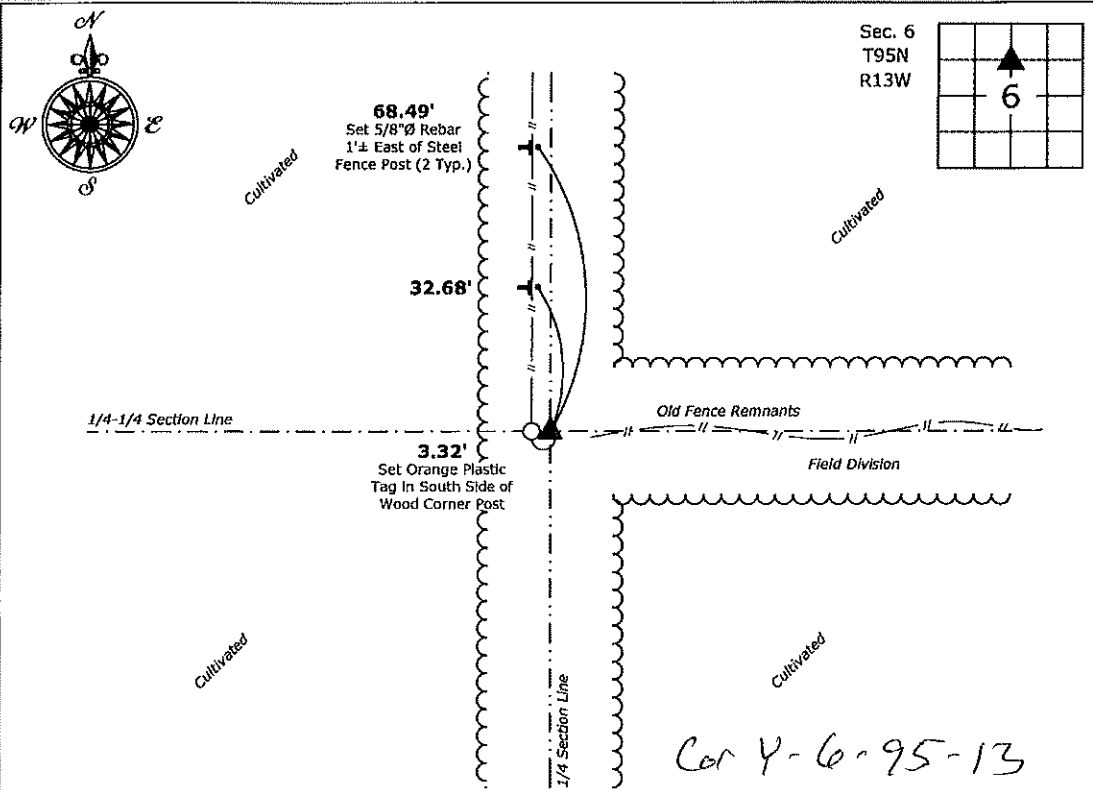 N
W
E
S
Sec. 6
T95N
R13W
6
68.49'
Set 5/8"Ø Rebar
1'± East of Steel
Fence Post (2 Typ.)
Cultivated
Cultivated
32.68'
1/4-1/4 Section Line
Old Fence Remnants
Field Division
3.32'
Set Orange Plastic
Tag In South Side of
Wood Corner Post
Cultivated
Cultivated
1/4 Section Line
Cor Y-6-95-13